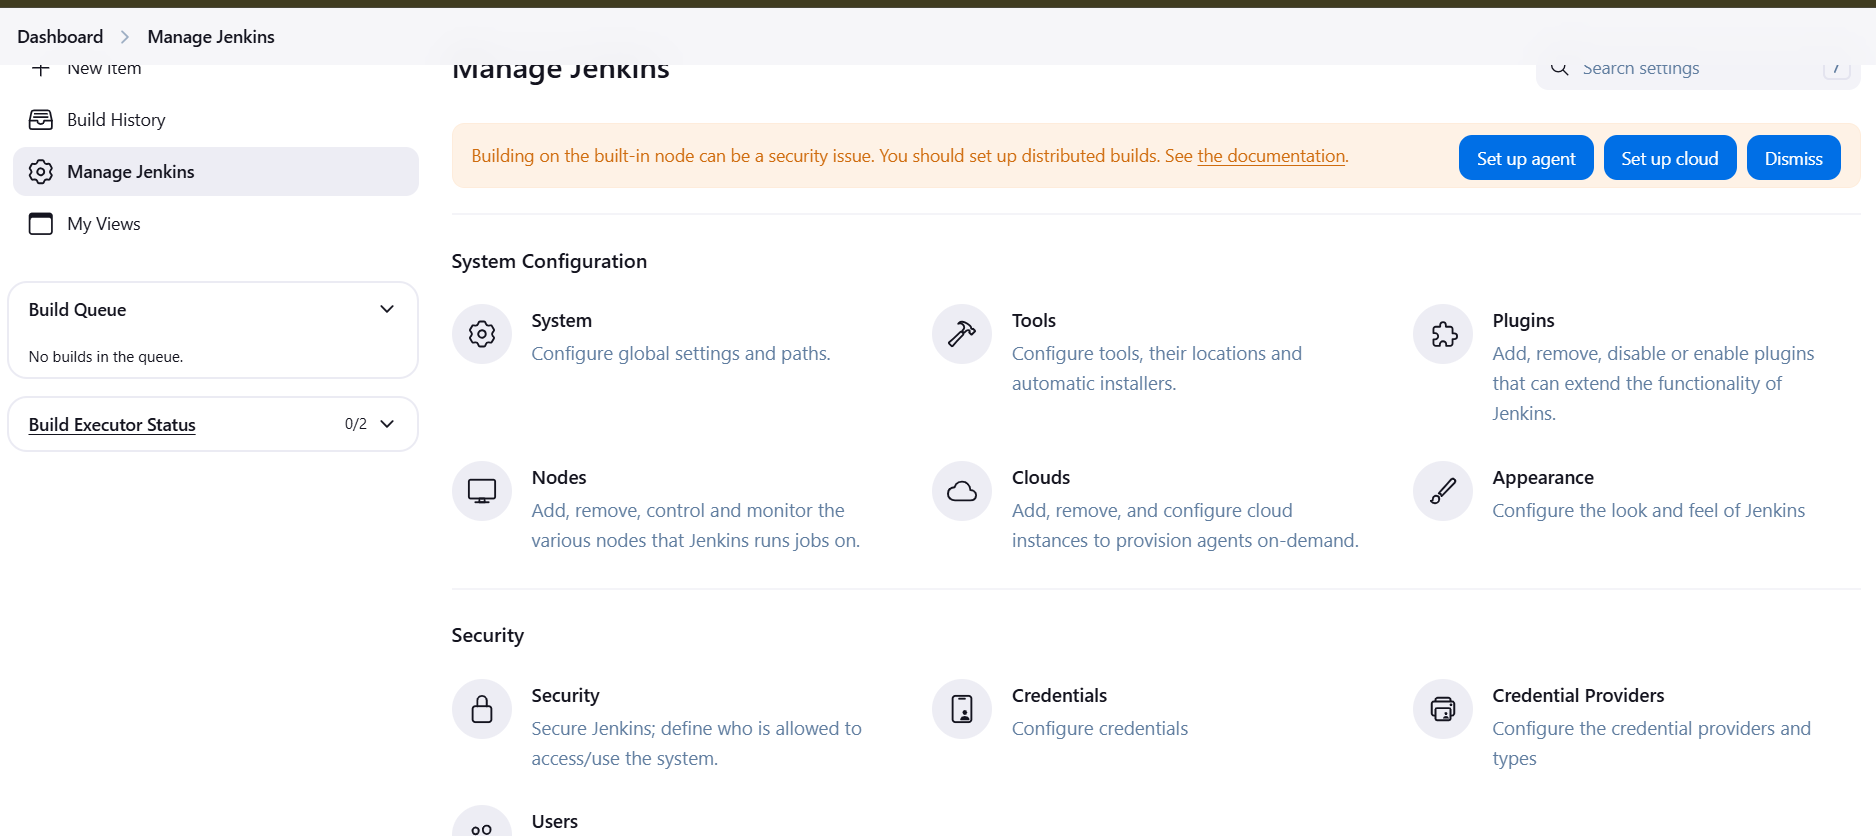 Dashboard > Manage Jenkins
New Item
Build History
Manage Jenkins
My Views
Build Queue
No builds in the queue.
Build Executor Status 0/2
Manage Jenkins
Search settings /
Building on the built-in node can be a security issue. You should set up distributed builds. See the documentation.
Set up agent
Set up cloud
Dismiss
System Configuration
System
Configure global settings and paths.
Tools
Configure tools, their locations and
automatic installers.
Plugins
Add, remove, disable or enable plugins
that can extend the functionality of
Jenkins.
Nodes
Add, remove, control and monitor the
various nodes that Jenkins runs jobs on.
Clouds
Add, remove, and configure cloud
instances to provision agents on-demand.
Appearance
Configure the look and feel of Jenkins
Security
Security
Secure Jenkins; define who is allowed to
access/use the system.
Credentials
Configure credentials
Credential Providers
Configure the credential providers and
types
Users